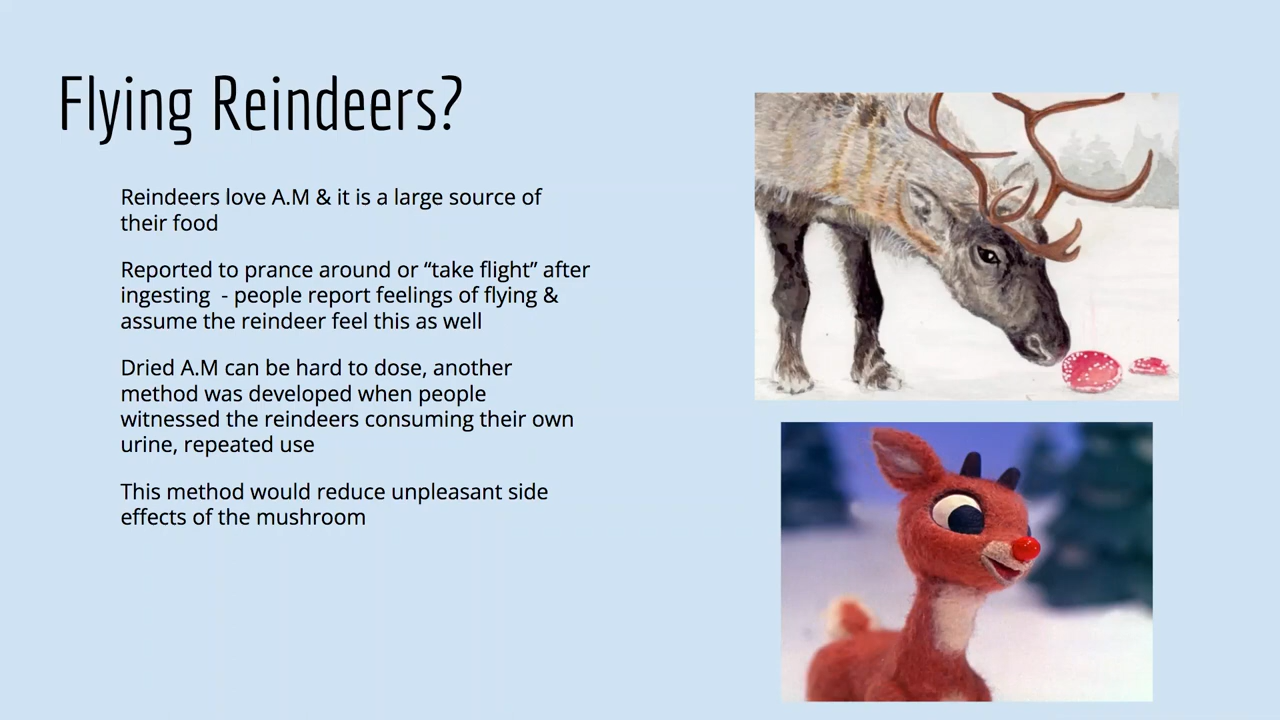 Flying Reindeers?
Reindeers love A.M & it is a large source of
their food
Reported to prance around or “take flight” after
ingesting  - people report feelings of flying &
assume the reindeer feel this as well
Dried A.M can be hard to dose, another
method was developed when people
witnessed the reindeers consuming their own
urine, repeated use
This method would reduce unpleasant side
effects of the mushroom